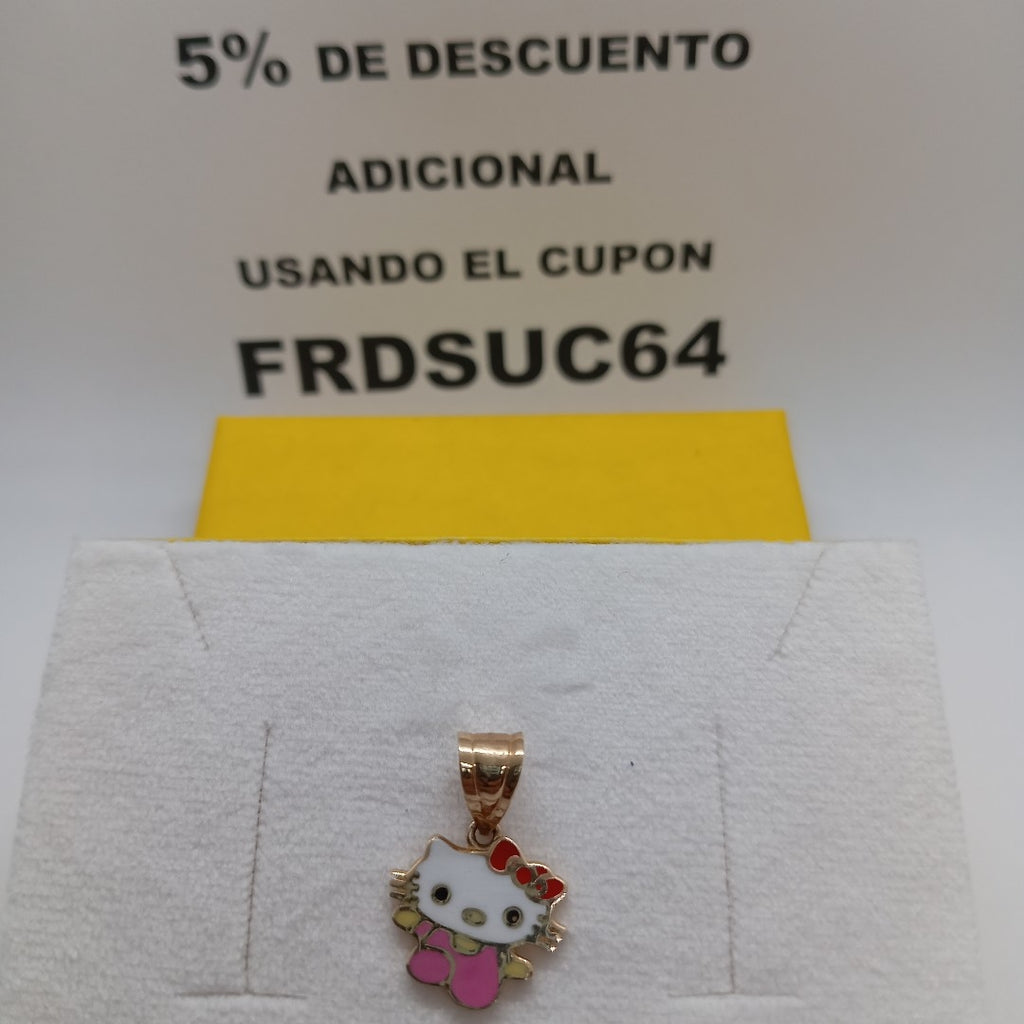 5% DE DESCUENTO
ADICIONAL
USANDO EL CUPON
FRDSUC64